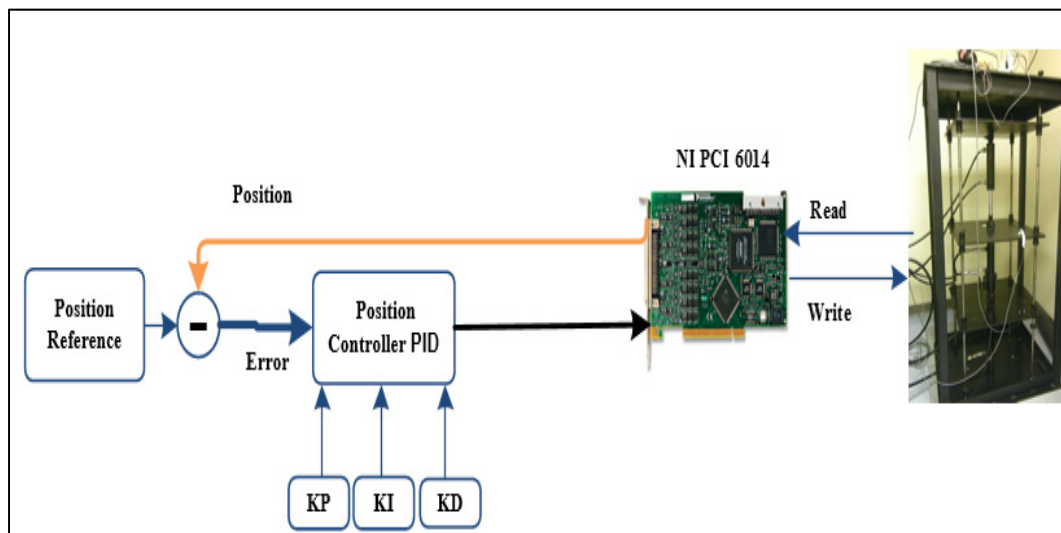 NI PCI 6014
Position
Read
Position
Reference
-
Error
Position
Controller PID
Write
KP
KI
KD